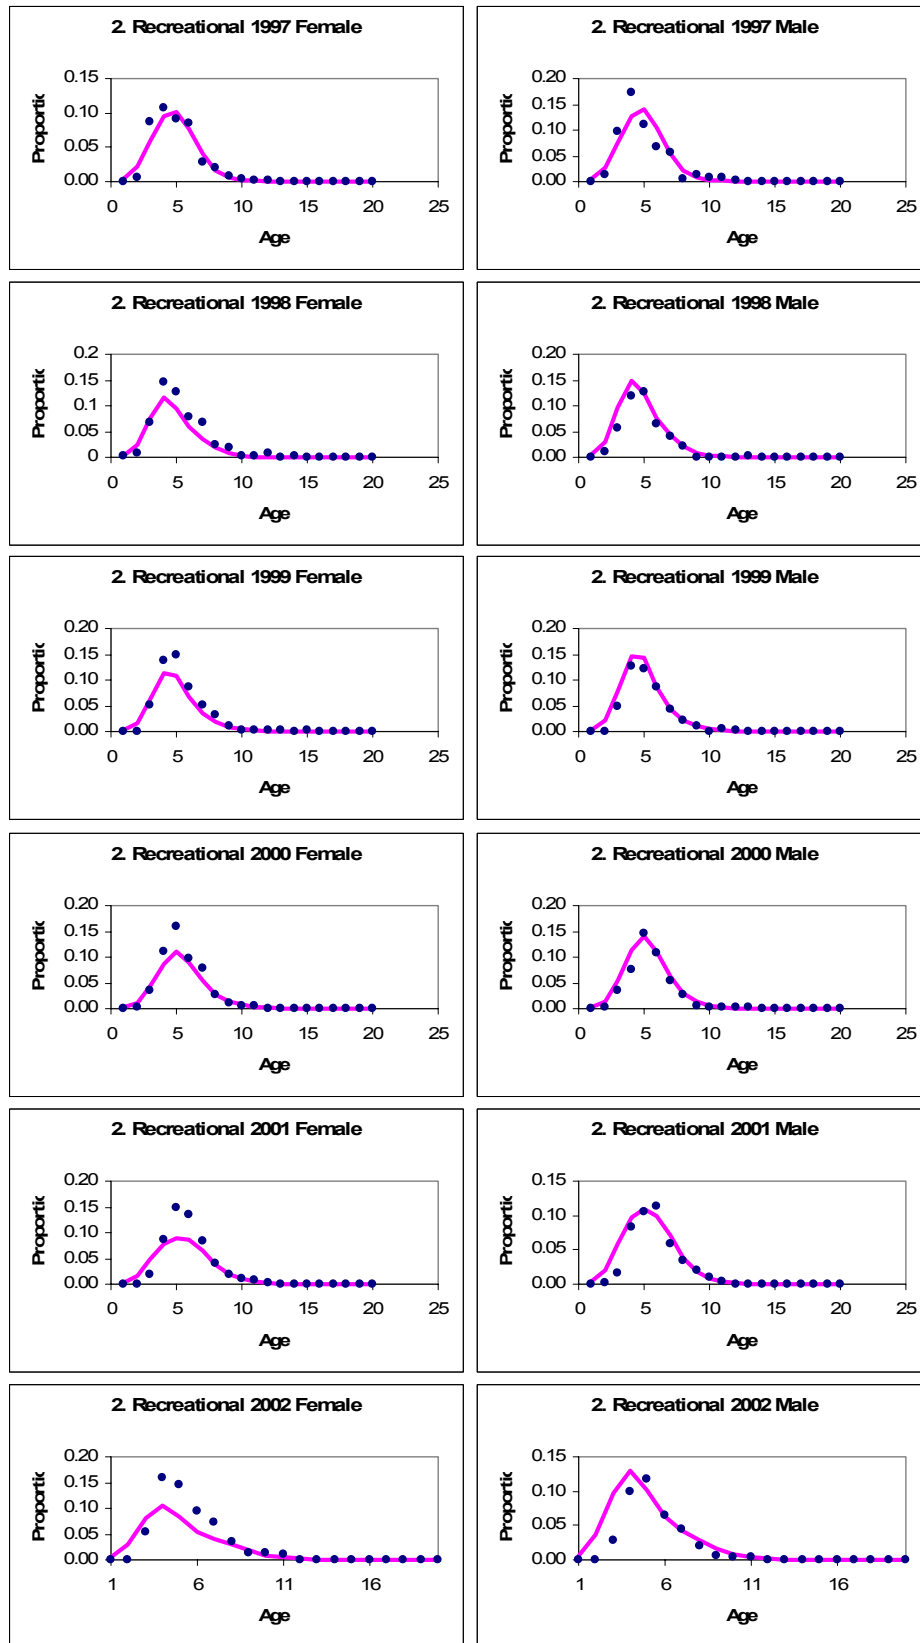 2. Recreational 1997 Female
0.15
0.10
0.05
0.00
Proportic
0 5 10 15 20 25
Age
2. Recreational 1997 Male
0.20
0.15
0.10
0.05
0.00
Proportic
0 5 10 15 20 25
Age
2. Recreational 1998 Female
0.2
0.15
0.1
0.05
0
Proportic
0 5 10 15 20 25
Age
2. Recreational 1998 Male
0.20
0.15
0.10
0.05
0.00
Proportic
0 5 10 15 20 25
Age
2. Recreational 1999 Female
0.20
0.15
0.10
0.05
0.00
Proportic
0 5 10 15 20 25
Age
2. Recreational 1999 Male
0.20
0.15
0.10
0.05
0.00
Proportic
0 5 10 15 20 25
Age
2. Recreational 2000 Female
0.20
0.15
0.10
0.05
0.00
Proportic
0 5 10 15 20 25
Age
2. Recreational 2000 Male
0.20
0.15
0.10
0.05
0.00
Proportic
0 5 10 15 20 25
Age
2. Recreational 2001 Female
0.20
0.15
0.10
0.05
0.00
Proportic
0 5 10 15 20 25
Age
2. Recreational 2001 Male
0.15
0.10
0.05
0.00
Proportic
0 5 10 15 20 25
Age
2. Recreational 2002 Female
0.20
0.15
0.10
0.05
0.00
Proportic
1 6 11 16
Age
2. Recreational 2002 Male
0.15
0.10
0.05
0.00
Proportic
1 6 11 16
Age